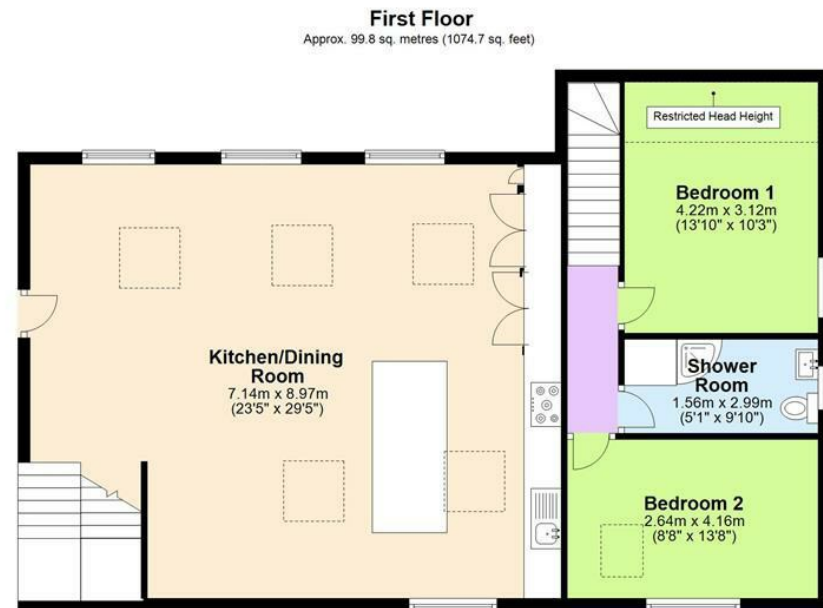 First Floor
Approx. 99.8 sq. metres (1074.7 sq. feet)
Restricted Head Height
Bedroom 1
4.22m x 3.12m
(13'10" x 10'3")
Kitchen/Dining
Room
7.14m x 8.97m
(23'5" x 29'5")
Shower
Room
1.56m x 2.99m
(5'1" x 9'10")
Bedroom 2
2.64m x 4.16m
(8'8" x 13'8")